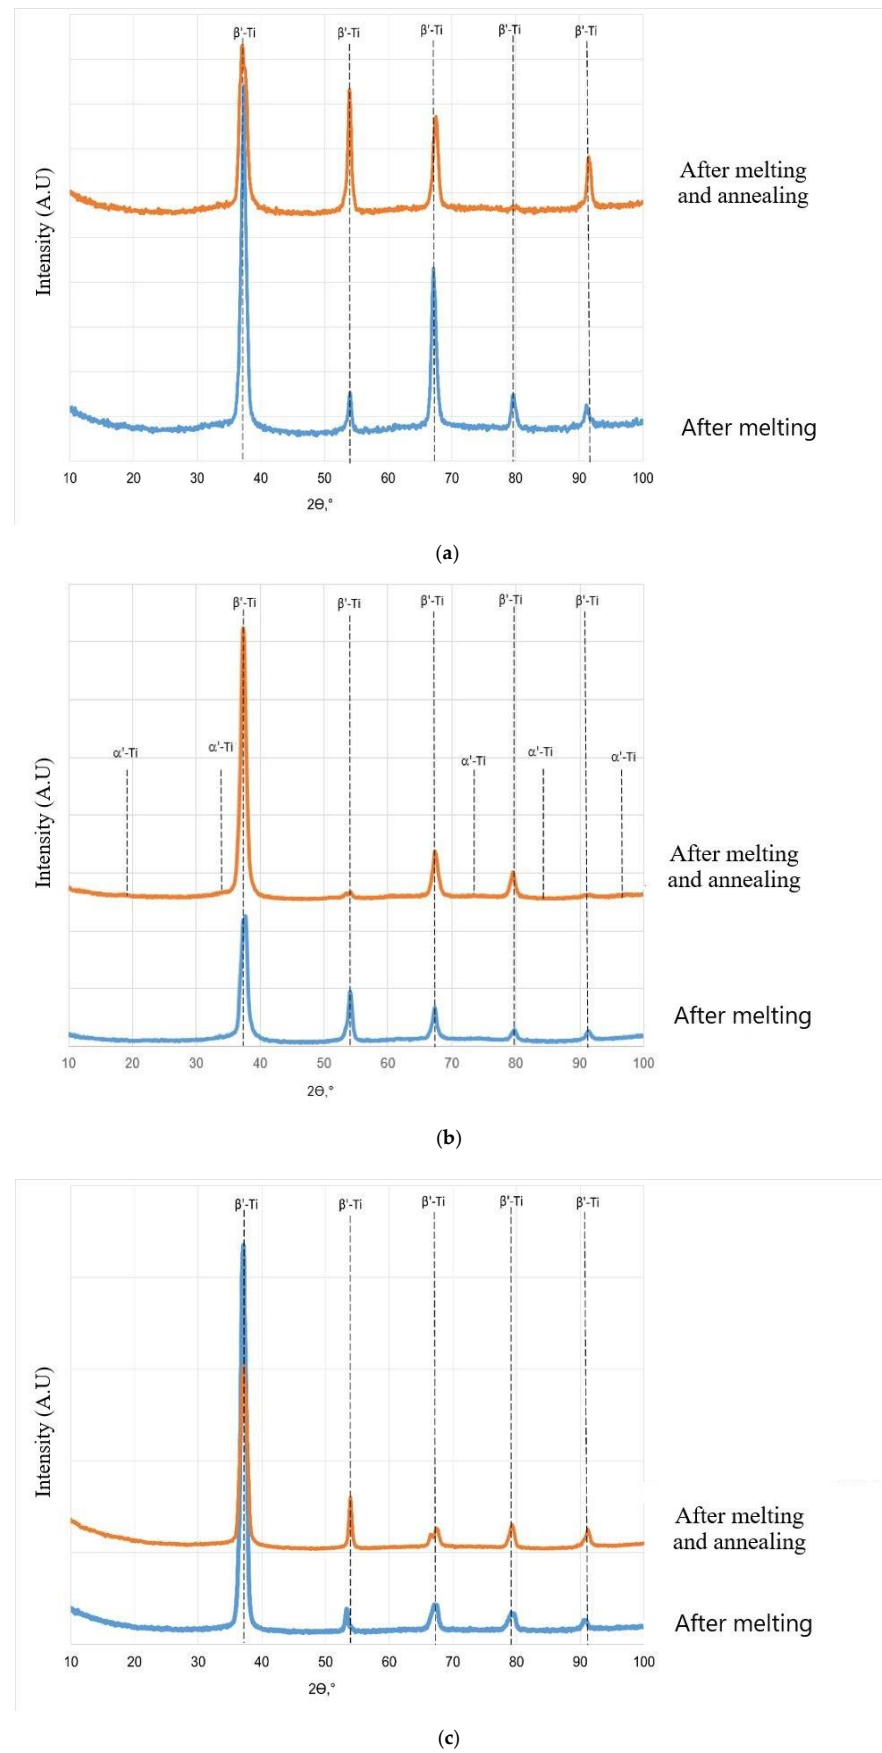 β'-Ti β'-Ti β'-Ti β'-Ti β'-Ti
After melting
and annealing
Intensity (A.U)
After melting
10 20 30 40 50 60 70 80 90 100
2Θ,°
(a)
β'-Ti β'-Ti β'-Ti β'-Ti β'-Ti
α'-Ti α'-Ti α'-Ti α'-Ti α'-Ti
After melting
and annealing
Intensity (A.U)
After melting
10 20 30 40 50 60 70 80 90 100
2Θ,°
(b)
β'-Ti β'-Ti β'-Ti β'-Ti β'-Ti
Intensity (A.U)
After melting
and annealing
After melting
10 20 30 40 50 60 70 80 90 100
2Θ,°
(c)